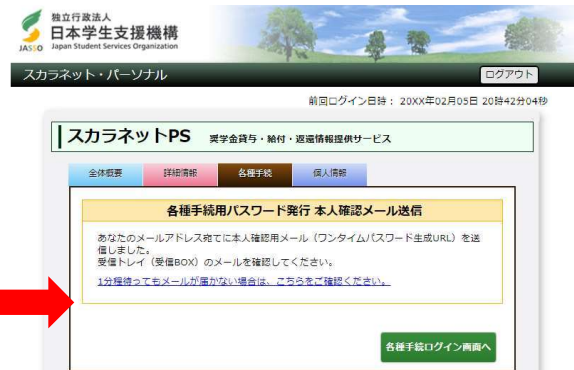 独立行政法人
日本学生支援機構
JASSO Japan Student Services Organization
スカラネット・パーソナル
ログアウト
前回ログイン日時： 20XX年02月05日 20時42分04秒
スカラネットPS 奨学金貸与・給付・返還情報提供サービス
全体概要 詳細情報 各種手続 個人情報
各種手続用パスワード発行 本人確認メール送信
あなたのメールアドレス宛てに本人確認用メール（ワンタイムパスワード生成URL）を送
信しました。
受信トレイ（受信BOX）のメールを確認してください。
1分程待ってもメールが届かない場合は、こちらをご確認ください。
各種手続ログイン画面へ